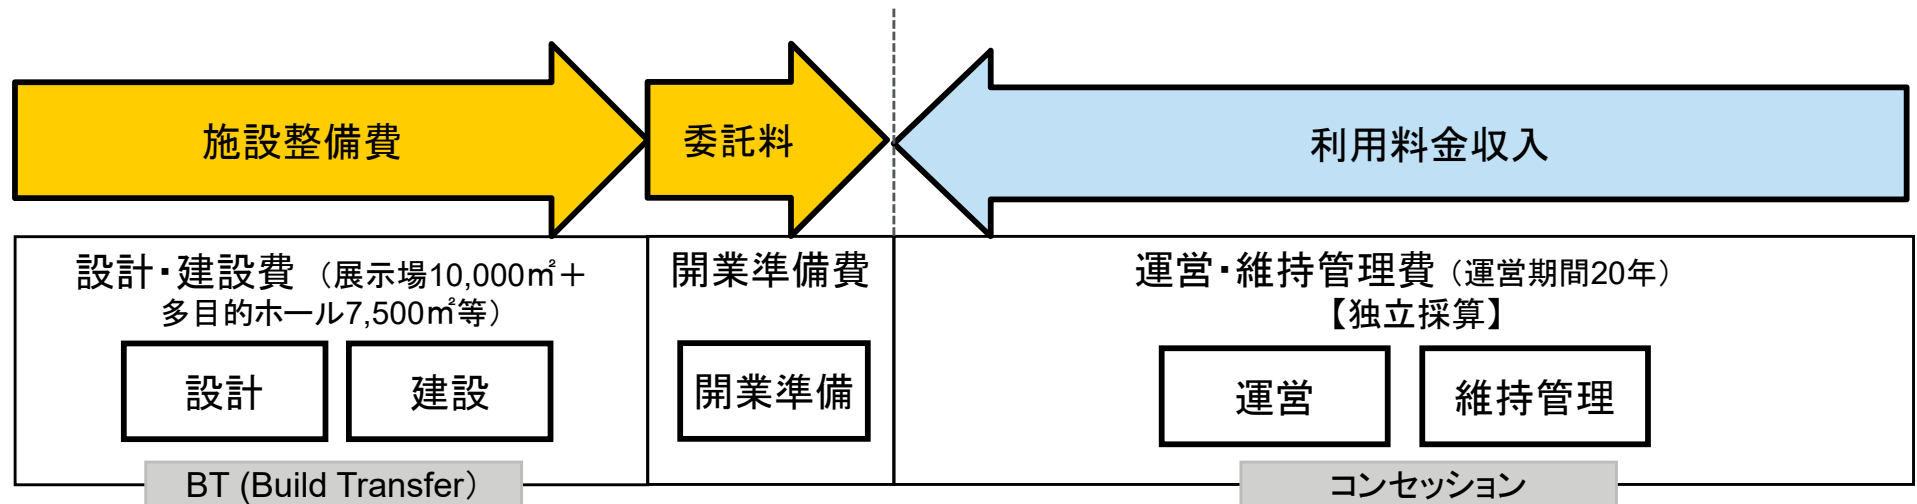 施設整備費
委託料
利用料金収入
設計・建設費 （展示場10,000㎡＋
多目的ホール7,500㎡等）
設計
建設
BT (Build Transfer）
開業準備費
開業準備
運営・維持管理費（運営期間20年）
【独立採算】
運営
維持管理
コンセッション